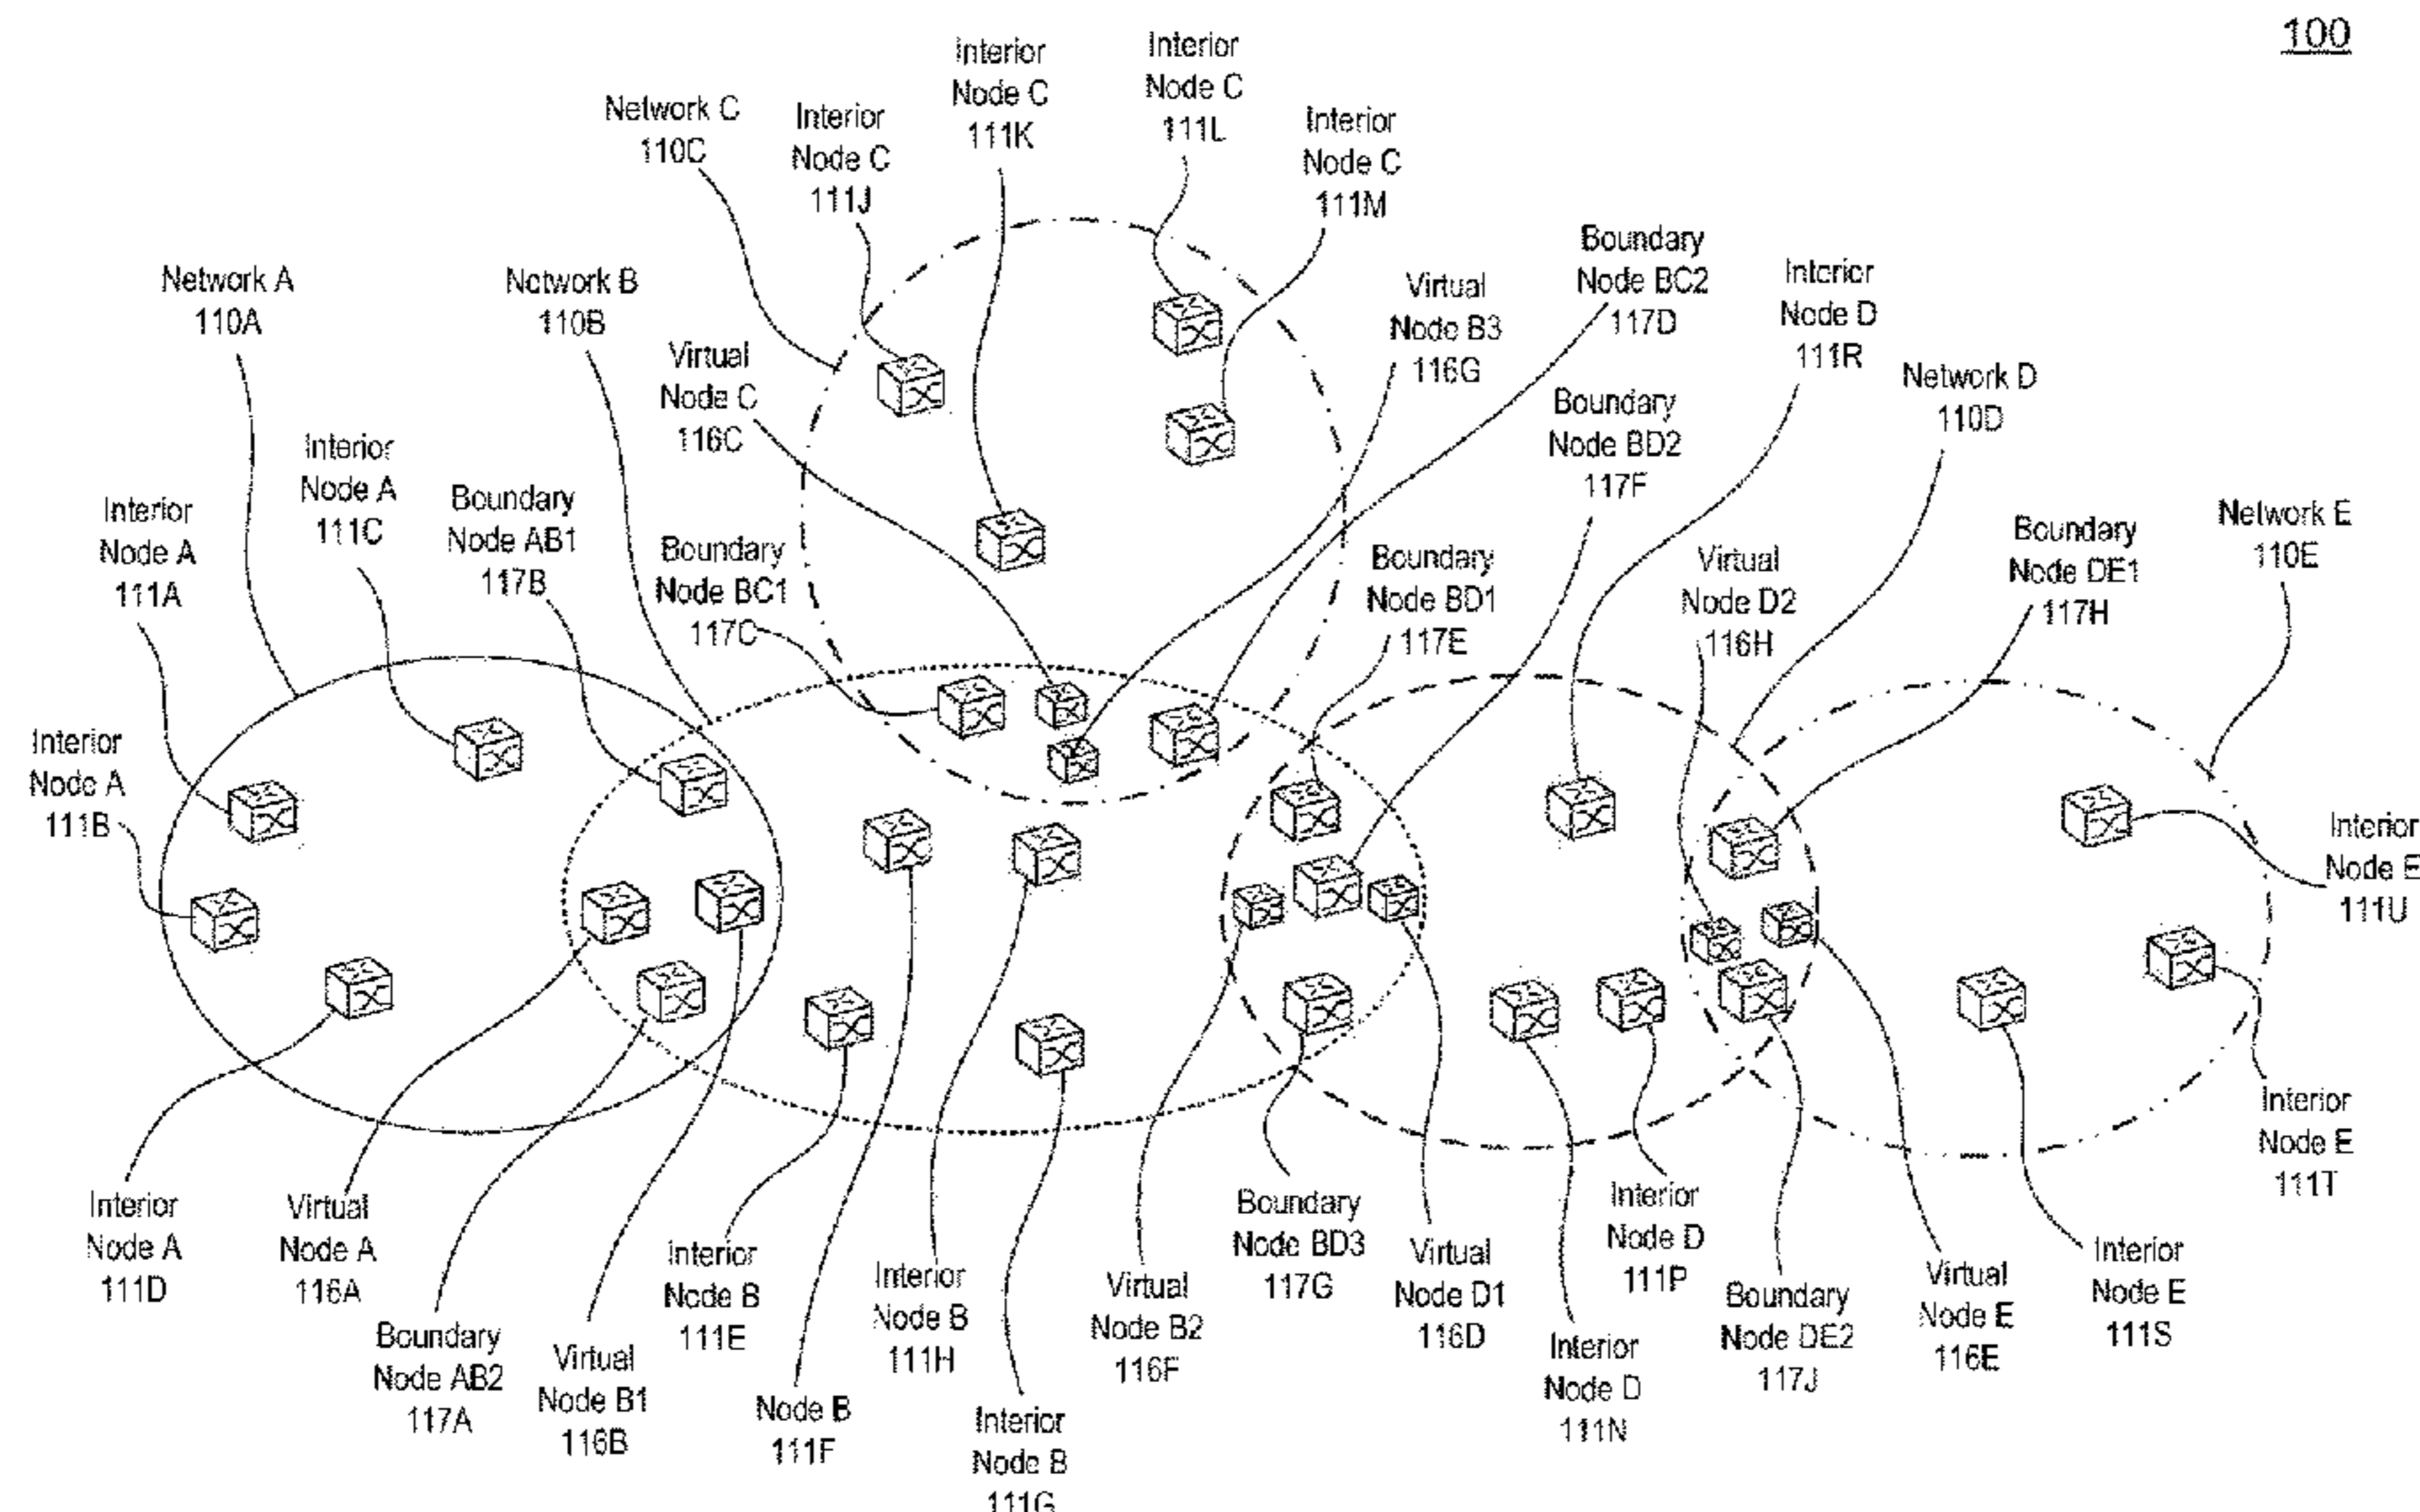 100
Network C
110C
Interior
Node C
111J
Interior
Node C
111K
Interior
Node C
111L
Interior
Node C
111M
Network A
110A
Network B
110B
Virtual
Node C
116C
Virtual
Node B3
116G
Boundary
Node BC2
117D
Interior
Node D
111R
Network D
110D
Interior
Node A
111A
Interior
Node A
111C
Boundary
Node AB1
117B
Boundary
Node BC1
117C
Boundary
Node BD1
117E
Boundary
Node BD2
117F
Virtual
Node D2
116H
Boundary
Node DE1
117H
Network E
110E
Interior
Node A
111B
Interior
Node E
111U
Interior
Node E
111T
Interior
Node A
111D
Virtual
Node A
116A
Boundary
Node AB2
117A
Virtual
Node B1
116B
Interior
Node B
111E
Node B
111F
Interior
Node B
111H
Interior
Node B
111G
Virtual
Node B2
116F
Boundary
Node BD3
117G
Virtual
Node D1
116D
Interior
Node D
111N
Interior
Node D
111P
Boundary
Node DE2
117J
Virtual
Node E
116E
Interior
Node E
111S